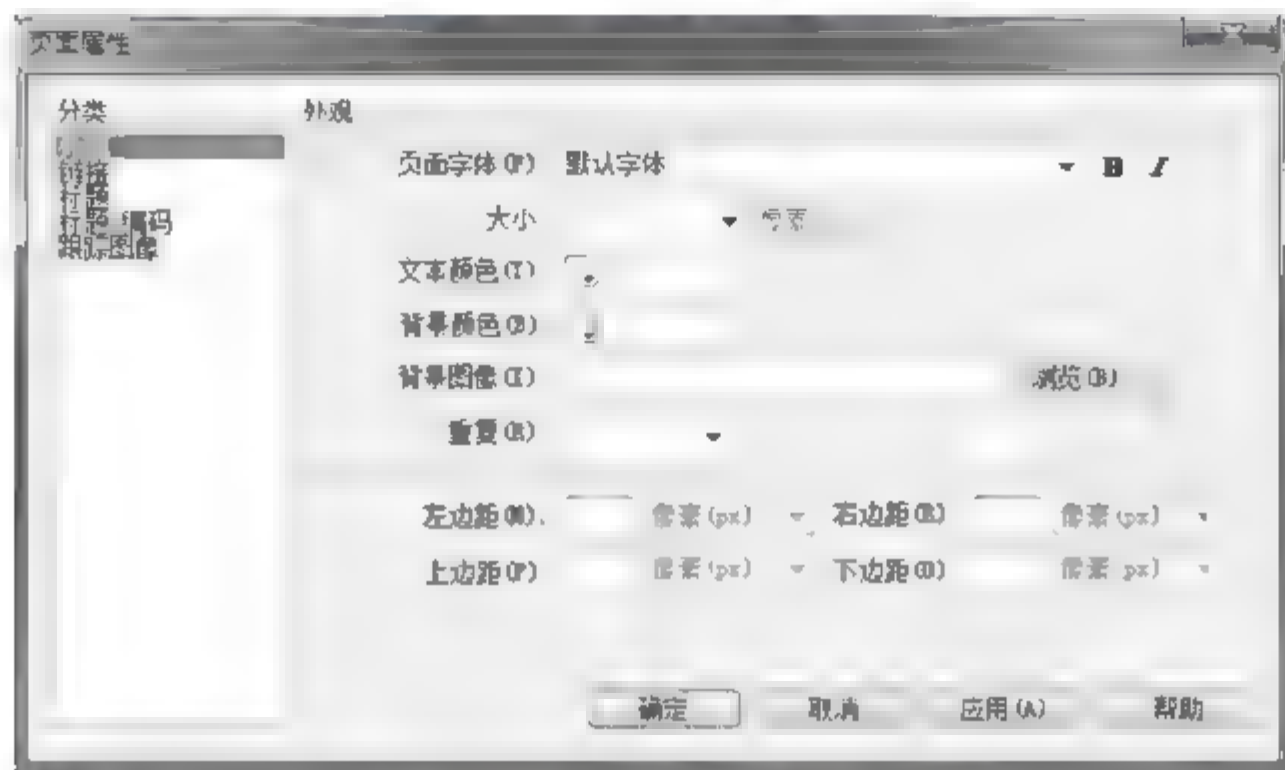 页面属性
分类
链接
标题
标题/编码
跟踪图像
外观
页面字体(F) 默认字体 B I
大小 像素
文本颜色(T)
背景颜色(B)
背景图像(I) 浏览(B)
重复(R)
左边距(M) 像素(px) 右边距(R) 像素(px)
上边距(P) 像素(px) 下边距(O) 像素(px)
确定 取消 应用(A) 帮助